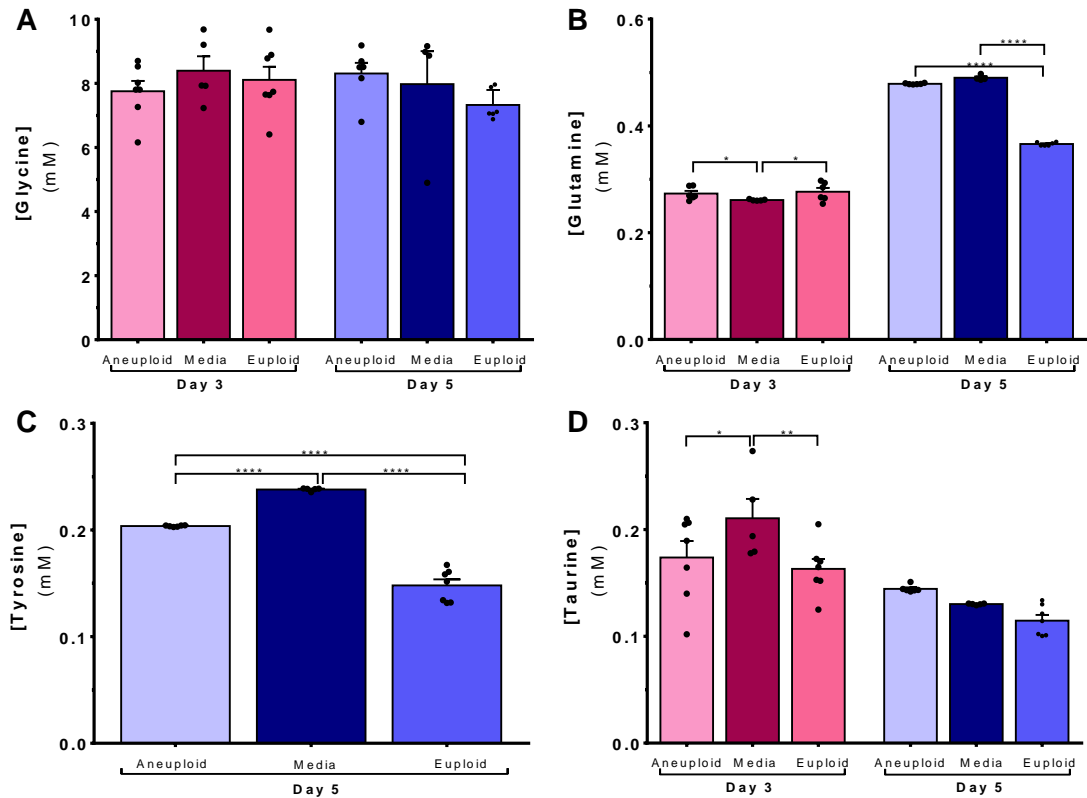 A
[Glycine]
(mM)
10
8
6
4
2
0
Aneuploid Media Euploid Aneuploid Media Euploid
Day 3 Day 5
B
[Glutamine]
(mM)
0.6
0.4
0.2
0.0
* * **** ****
Aneuploid Media Euploid Aneuploid Media Euploid
Day 3 Day 5
C
[Tyrosine]
(mM)
0.3
0.2
0.1
0.0
****
**** ****
Aneuploid Media Euploid
Day 5
D
[Taurine]
(mM)
0.3
0.2
0.1
0.0
* **
Aneuploid Media Euploid Aneuploid Media Euploid
Day 3 Day 5